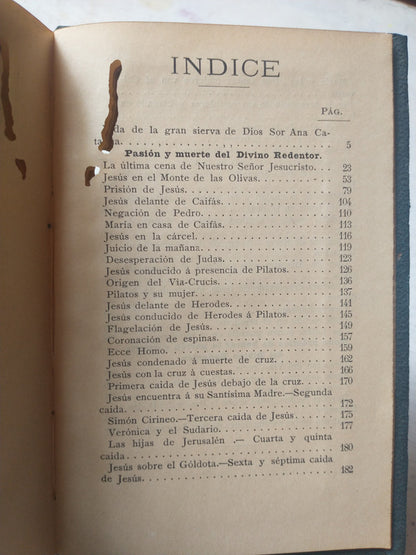 INDICE
PÁG.
da de la gran sierva de Dios Sor Ana Ca-
ta na. 5
Pasión y muerte del Divino Redentor.
La última cena de Nuestro Señor Jesucristo. . . 23
Jesús en el Monte de las Olivas. 53
Prisión de Jesús. 79
Jesús delante de Caifás. 104
Negación de Pedro. 110
María en casa de Caifás. 113
Jesús en la cárcel. 116
Juicio de la mañana. 119
Desesperación de Judas. 123
Jesús conducido á presencia de Pilatos. 126
Origen del Via-Crucis. 136
Pilatos y su mujer. 137
Jesús delante de Herodes. 141
Jesús conducido de Herodes á Pilatos. 145
Flagelación de Jesús. 149
Coronación de espinas. 157
Ecce Homo. 159
Jesús condenado á muerte de cruz. 162
Jesús con la cruz á cuestas. 166
Primera caida de Jesús debajo de la cruz. 170
Jesús encuentra á su Santísima Madre.—Segunda
caida. 172
Simón Cirineo.—Tercera caida de Jesús. 175
Verónica y el Sudario. 177
Las hijas de Jerusalén .— Cuarta y quinta
caida. 180
Jesús sobre el Góldota.—Sexta y séptima caida
de Jesús. 182